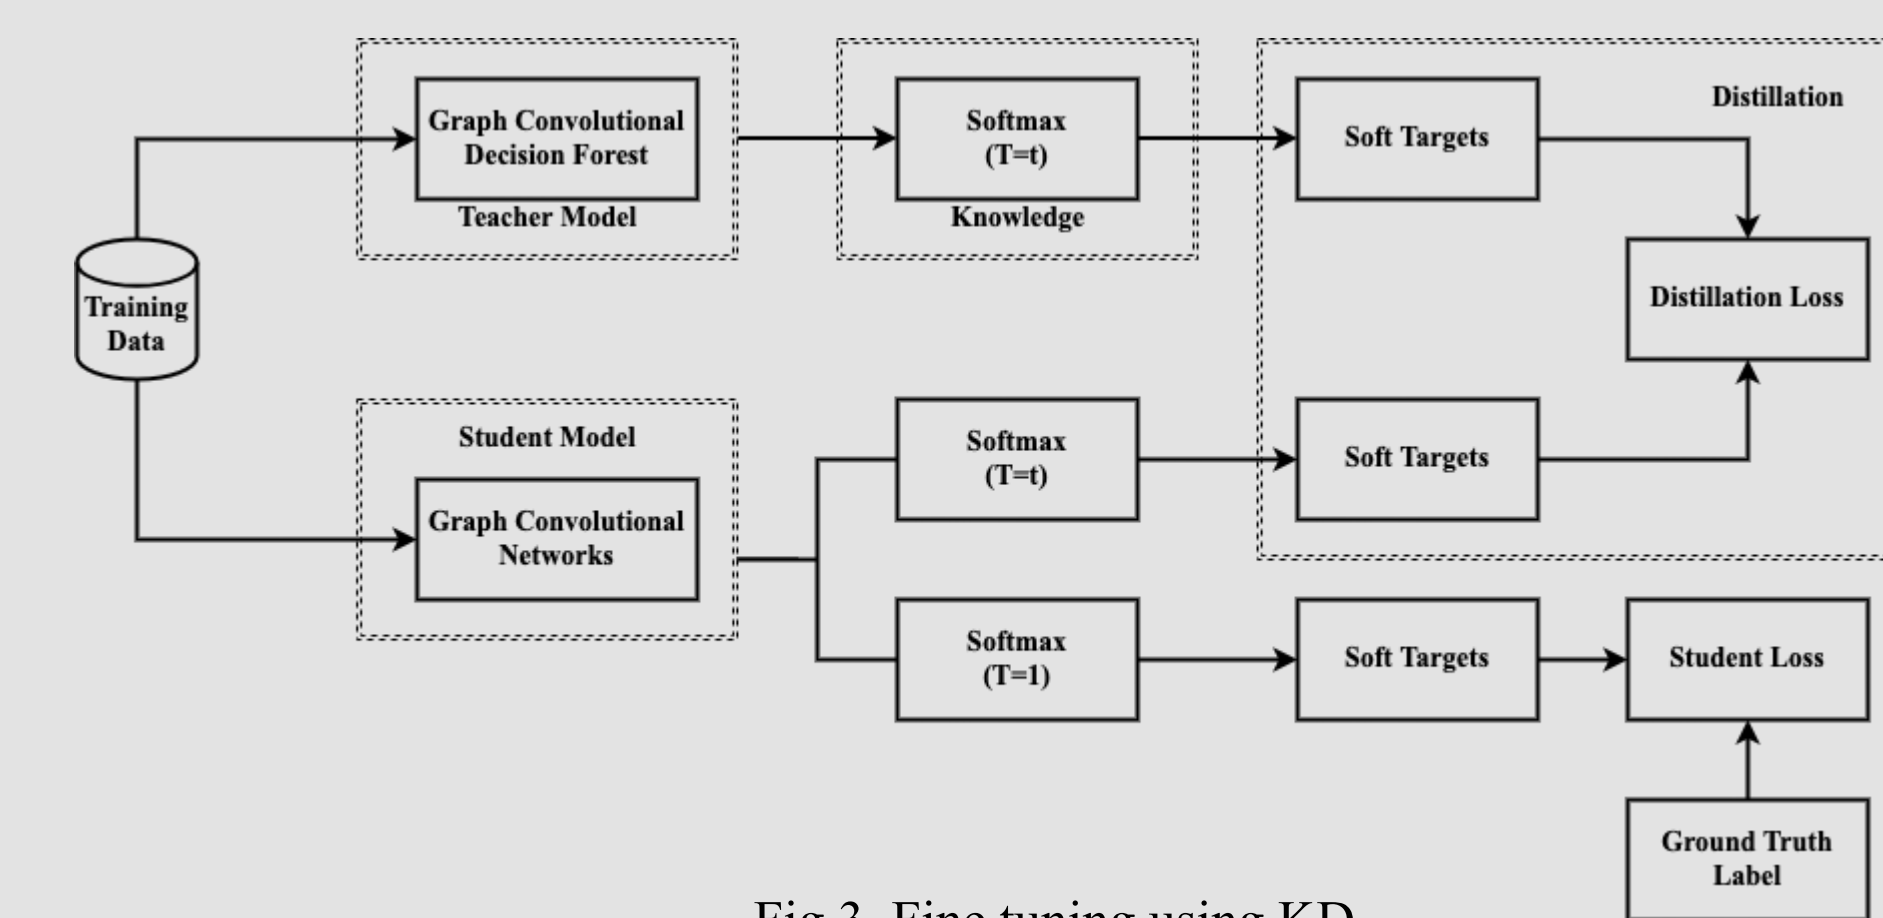 Graph Convolutional
Decision Forest
Teacher Model
Softmax
(T=t)
Knowledge
Soft Targets
Distillation
Distillation Loss
Training
Data
Student Model
Graph Convolutional
Networks
Softmax
(T=t)
Soft Targets
Softmax
(T=1)
Soft Targets
Student Loss
Ground Truth
Label
Fig 3. Fine tuning using KD